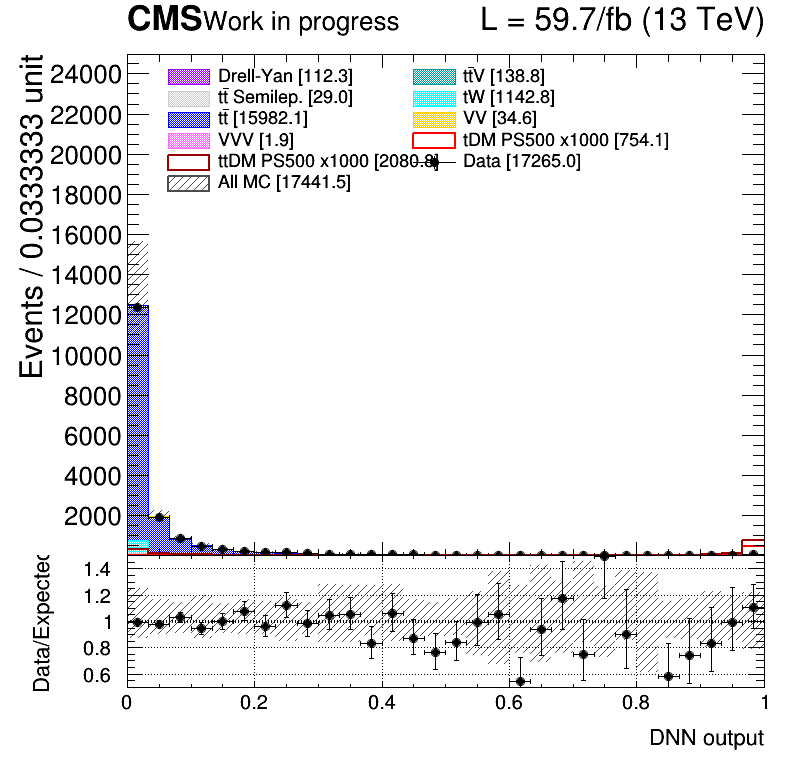 CMS Work in progress L = 59.7/fb (13 TeV)
Events / 0.0333333 unit
24000
22000
20000
18000
16000
14000
12000
10000
8000
6000
4000
2000
Drell-Yan [112.3]
tt̄ Semilep. [29.0]
tt̄ [15982.1]
VVV [1.9]
ttDM PS500 x1000 [2080.8]
All MC [17441.5]
tt̄V [138.8]
tW [1142.8]
VV [34.6]
tDM PS500 x1000 [754.1]
Data [17265.0]
Data/Expected
1.4
1.2
1
0.8
0.6
0 0.2 0.4 0.6 0.8 1
DNN output